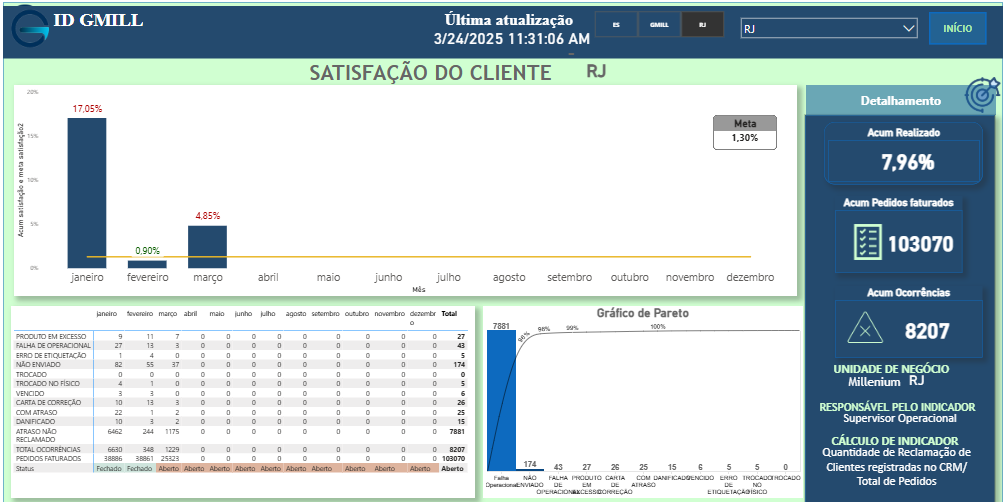 ID GMILL
Última atualização
3/24/2025 11:31:06 AM
ES GMILL RJ
RJ
INÍCIO
SATISFAÇÃO DO CLIENTE RJ
Acum satisfação e meta satisfação2
20%
15%
10%
5%
0%
17,05%
0,90%
4,85%
Meta
1,30%
janeiro fevereiro março abril maio junho julho agosto setembro outubro novembro dezembro
Mês
Detalhamento
Acum Realizado
7,96%
Acum Pedidos faturados
103070
Acum Ocorrências
8207
UNIDADE DE NEGÓCIO
Millenium RJ
RESPONSÁVEL PELO INDICADOR
Supervisor Operacional
CÁLCULO DE INDICADOR
Quantidade de Reclamação de
Clientes registradas no CRM/
Total de Pedidos
janeiro fevereiro março abril maio junho julho agosto setembro outubro novembro dezembro Total
PRODUTO EM EXCESSO 9 11 7 0 0 0 0 0 0 0 0 0 27
FALHA DE OPERACIONAL 27 13 3 0 0 0 0 0 0 0 0 0 43
ERRO DE ETIQUETAÇÃO 1 4 0 0 0 0 0 0 0 0 0 0 5
NÃO ENVIADO 82 55 37 0 0 0 0 0 0 0 0 0 174
TROCADO 0 0 0 0 0 0 0 0 0 0 0 0 0
TROCADO NO FÍSICO 4 1 0 0 0 0 0 0 0 0 0 0 5
VENCIDO 3 3 0 0 0 0 0 0 0 0 0 0 6
CARTA DE CORREÇÃO 10 13 3 0 0 0 0 0 0 0 0 0 26
COM ATRASO 22 1 2 0 0 0 0 0 0 0 0 0 25
DANIFICADO 10 3 2 0 0 0 0 0 0 0 0 0 15
ATRASO NÃO RECLAMADO 6462 244 1175 0 0 0 0 0 0 0 0 0 7881
TOTAL OCORRÊNCIAS 6630 348 1229 0 0 0 0 0 0 0 0 0 8207
PEDIDOS FATURADOS 38886 38861 25323 0 0 0 0 0 0 0 0 0 103070
Status Fechado Fechado Aberto Aberto Aberto Aberto Aberto Aberto Aberto Aberto Aberto Aberto Aberto
Gráfico de Pareto
7881 174 43 27 26 25 15 6 5 5 0
96% 98% 99% 100%
Falha Operacional
NÃO ENVIADO
FALHA DE OPERACIONAL
PRODUTO EM EXCESSO
CARTA DE CORREÇÃO
COM ATRASO
DANIFICADO
VENCIDO
ERRO DE ETIQUETAÇÃO
TROCADO NO FÍSICO
TROCADO